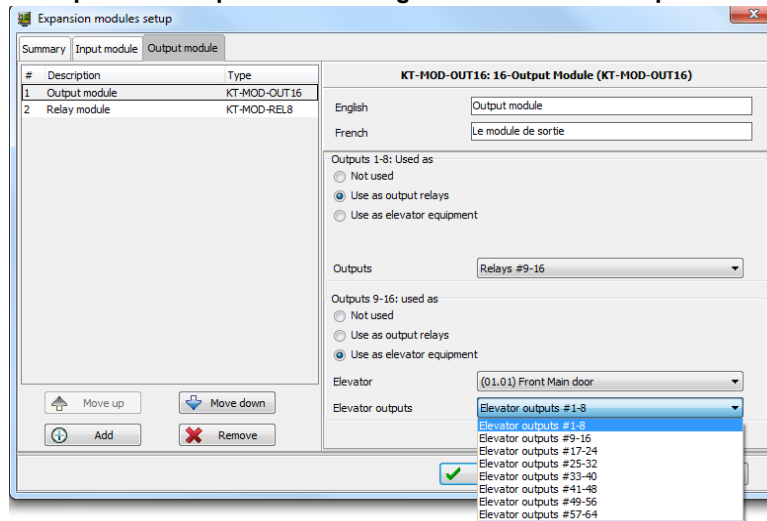 Expansion modules setup
Summary Input module Output module
# Description Type
1 Output module KT-MOD-OUT16
2 Relay module KT-MOD-REL8
KT-MOD-OUT16: 16-Output Module (KT-MOD-OUT16)
English Output module
French Le module de sortie
Outputs 1-8: Used as
Not used
Use as output relays
Use as elevator equipment
Outputs Relays #9-16
Outputs 9-16: used as
Not used
Use as output relays
Use as elevator equipment
Elevator (01.01) Front Main door
Elevator outputs Elevator outputs #1-8
Elevator outputs #1-8
Elevator outputs #9-16
Elevator outputs #17-24
Elevator outputs #25-32
Elevator outputs #33-40
Elevator outputs #41-48
Elevator outputs #49-56
Elevator outputs #57-64
Move up Move down
Add Remove